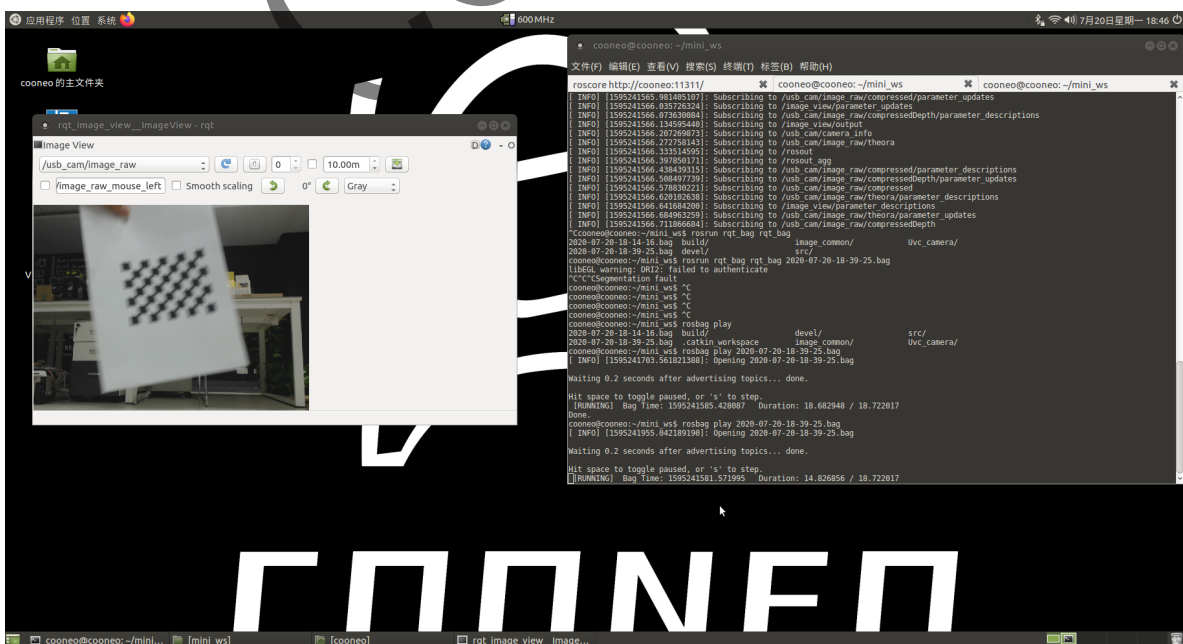 应用程序 位置 系统
600 MHz
7月20日星期一 18:46
cooneo 的主文件夹
rqt_image_view__ImageView - rqt
Image View
D - O
/usb_cam/image_raw
0
10.00m
/image_raw_mouse_left
Smooth scaling
0°
Gray
V
cooneo@cooneo: ~/mini_ws
文件(F) 编辑(E) 查看(V) 搜索(S) 终端(T) 标签(B) 帮助(H)
roscore http://cooneo:11311/
cooneo@cooneo: ~/mini_ws
cooneo@cooneo: ~/mini_ws
[ INFO] [1595241565.981405107]: Subscribing to /usb_cam/image_raw/compressed/parameter_updates
[ INFO] [1595241566.035726324]: Subscribing to /image_view/parameter_updates
[ INFO] [1595241566.073630084]: Subscribing to /usb_cam/image_raw/compressedDepth/parameter_descriptions
[ INFO] [1595241566.134595440]: Subscribing to /image_view/output
[ INFO] [1595241566.207269873]: Subscribing to /usb_cam/camera_info
[ INFO] [1595241566.272758143]: Subscribing to /usb_cam/image_raw/theora
[ INFO] [1595241566.333514595]: Subscribing to /rosout
[ INFO] [1595241566.397850171]: Subscribing to /rosout_agg
[ INFO] [1595241566.438439315]: Subscribing to /usb_cam/image_raw/compressed/parameter_descriptions
[ INFO] [1595241566.508497739]: Subscribing to /usb_cam/image_raw/compressedDepth/parameter_updates
[ INFO] [1595241566.578830221]: Subscribing to /usb_cam/image_raw/compressed
[ INFO] [1595241566.620102638]: Subscribing to /usb_cam/image_raw/theora/parameter_descriptions
[ INFO] [1595241566.641684200]: Subscribing to /image_view/parameter_descriptions
[ INFO] [1595241566.684963259]: Subscribing to /usb_cam/image_raw/theora/parameter_updates
[ INFO] [1595241566.711866684]: Subscribing to /usb_cam/image_raw/compressedDepth
^Ccooneo@cooneo:~/mini_ws$ rosrun rqt_bag rqt_bag
2020-07-20-18-14-16.bag build/ image_common/ Uvc_camera/
2020-07-20-18-39-25.bag devel/ src/
cooneo@cooneo:~/mini_ws$ rosrun rqt_bag rqt_bag 2020-07-20-18-39-25.bag
libEGL warning: DRI2: failed to authenticate
^C^C^CSegmentation fault
cooneo@cooneo:~/mini_ws$ ^C
cooneo@cooneo:~/mini_ws$ ^C
cooneo@cooneo:~/mini_ws$ ^C
cooneo@cooneo:~/mini_ws$ ^C
cooneo@cooneo:~/mini_ws$ rosbag play
2020-07-20-18-14-16.bag build/ devel/ src/
2020-07-20-18-39-25.bag .catkin_workspace image_common/ Uvc_camera/
cooneo@cooneo:~/mini_ws$ rosbag play 2020-07-20-18-39-25.bag
[ INFO] [1595241703.561821388]: Opening 2020-07-20-18-39-25.bag
Waiting 0.2 seconds after advertising topics... done.
Hit space to toggle paused, or 's' to step.
[RUNNING] Bag Time: 1595241585.428087 Duration: 18.682948 / 18.722017
Done.
cooneo@cooneo:~/mini_ws$ rosbag play 2020-07-20-18-39-25.bag
[ INFO] [1595241955.042189190]: Opening 2020-07-20-18-39-25.bag
Waiting 0.2 seconds after advertising topics... done.
Hit space to toggle paused, or 's' to step.
[RUNNING] Bag Time: 1595241581.571995 Duration: 14.826856 / 18.722017
COONEO
cooneo@cooneo: ~/mini...
[mini_ws]
[cooneo]
rqt_image_view__Image...